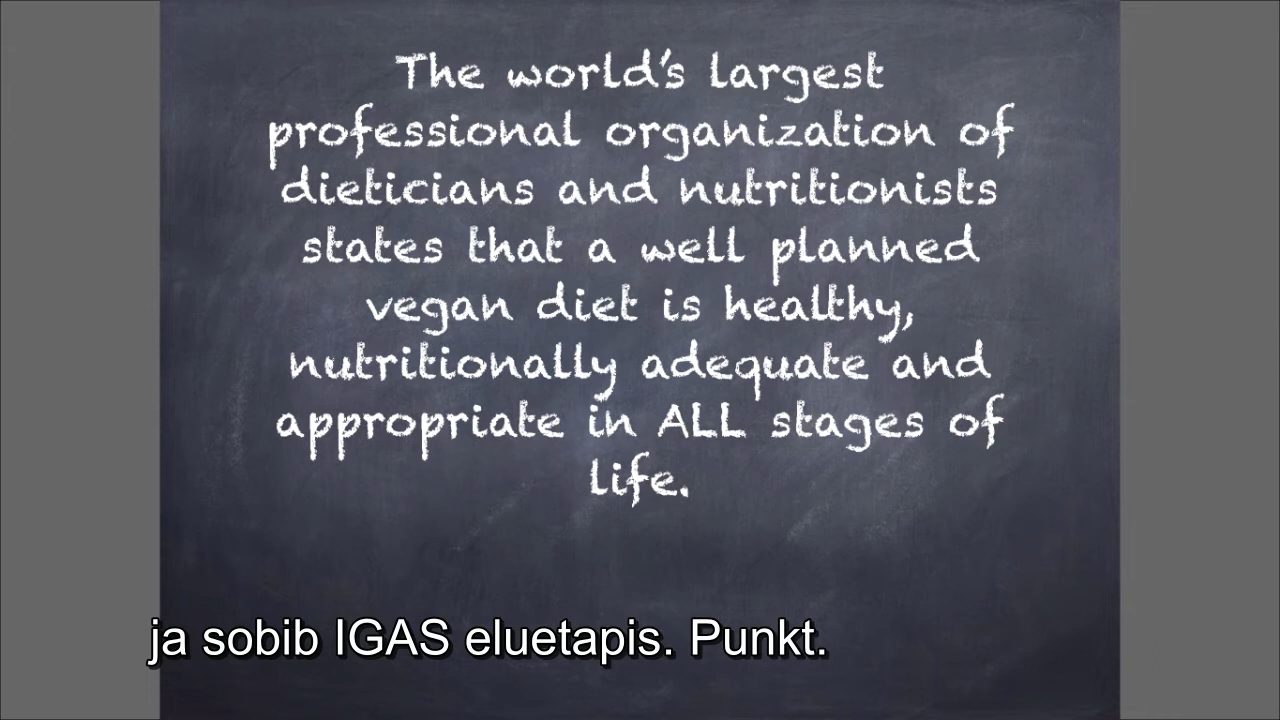 The world's largest
professional organization of
dieticians and nutritionists
states that a well planned
vegan diet is healthy,
nutritionally adequate and
appropriate in ALL stages of
life.
ja sobib IGAS eluetapis. Punkt.